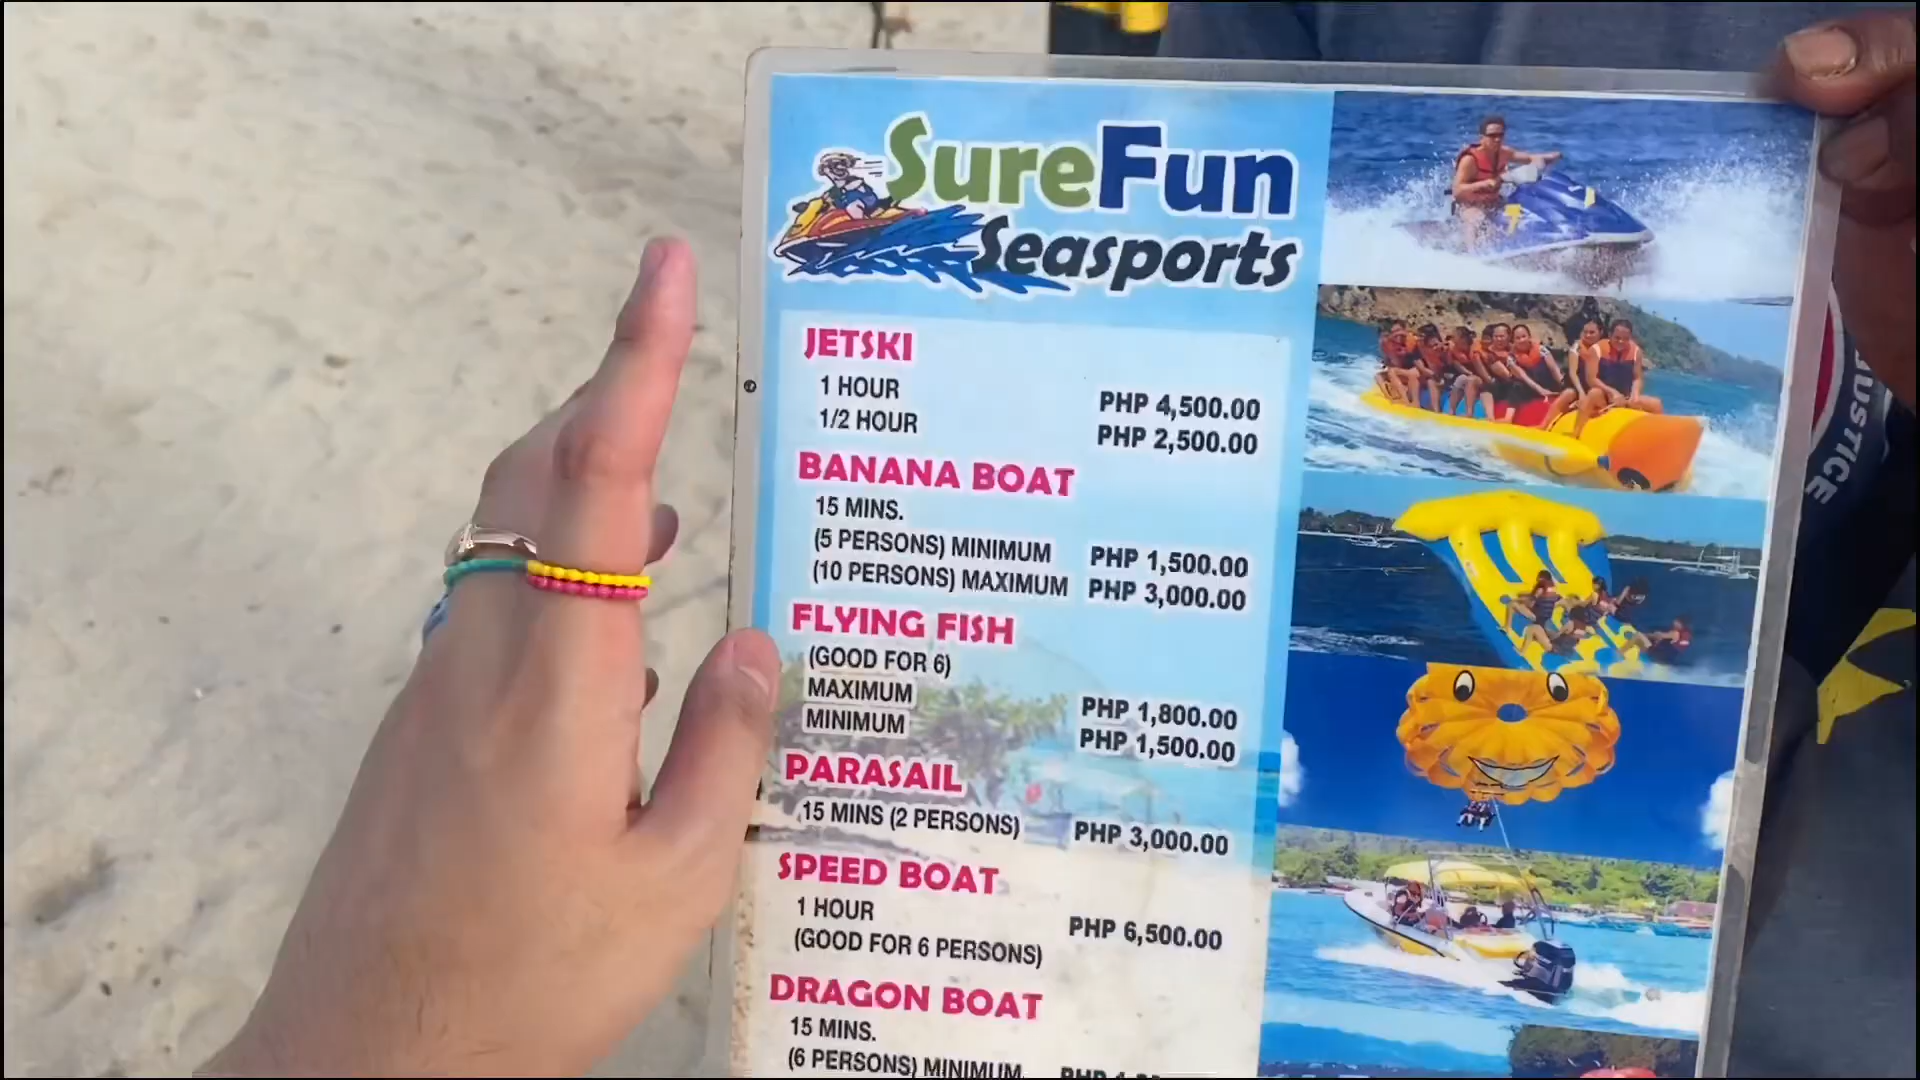 SureFun
Seasports
JETSKI
1 HOUR PHP 4,500.00
1/2 HOUR PHP 2,500.00
BANANA BOAT
15 MINS.
(5 PERSONS) MINIMUM PHP 1,500.00
(10 PERSONS) MAXIMUM PHP 3,000.00
FLYING FISH
(GOOD FOR 6)
MAXIMUM PHP 1,800.00
MINIMUM PHP 1,500.00
PARASAIL
15 MINS (2 PERSONS) PHP 3,000.00
SPEED BOAT
1 HOUR PHP 6,500.00
(GOOD FOR 6 PERSONS)
DRAGON BOAT
15 MINS.
(6 PERSONS) MINIMUM PHP
USTICE